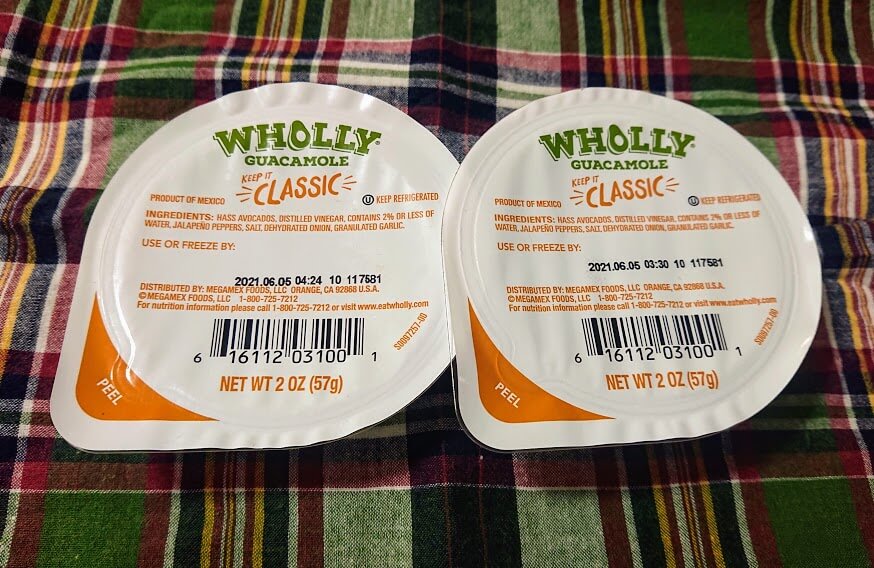 WHOLLY®
GUACAMOLE
KEEP IT
CLASSIC
PRODUCT OF MEXICO
U KEEP REFRIGERATED
INGREDIENTS: HASS AVOCADOS, DISTILLED VINEGAR, CONTAINS 2% OR LESS OF
WATER, JALAPEÑO PEPPERS, SALT, DEHYDRATED ONION, GRANULATED GARLIC.
USE OR FREEZE BY:
2021.06.05 04:24 10 117581
DISTRIBUTED BY: MEGAMEX FOODS, LLC ORANGE, CA 92868 U.S.A.
©MEGAMEX FOODS, LLC 1-800-725-7212
For nutrition information please call 1-800-725-7212 or visit www.eatwholly.com
6 16112 03100 1
S0097257-00
NET WT 2 OZ (57g)
PEEL
WHOLLY®
GUACAMOLE
KEEP IT
CLASSIC
PRODUCT OF MEXICO
U KEEP REFRIGERATED
INGREDIENTS: HASS AVOCADOS, DISTILLED VINEGAR, CONTAINS 2% OR LESS OF
WATER, JALAPEÑO PEPPERS, SALT, DEHYDRATED ONION, GRANULATED GARLIC.
USE OR FREEZE BY:
2021.06.05 03:30 10 117581
DISTRIBUTED BY: MEGAMEX FOODS, LLC ORANGE, CA 92868 U.S.A.
©MEGAMEX FOODS, LLC 1-800-725-7212
For nutrition information please call 1-800-725-7212 or visit www.eatwholly.com
6 16112 03100 1
S0097257-00
NET WT 2 OZ (57g)
PEEL